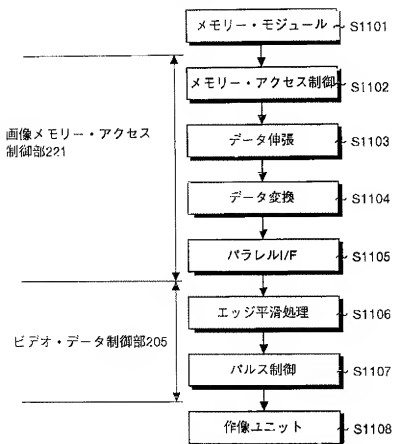 メモリー・モジュール S1101
メモリー・アクセス制御 S1102
画像メモリー・アクセス
制御部221
データ伸張 S1103
データ変換 S1104
パラレルI/F S1105
エッジ平滑処理 S1106
ビデオ・データ制御部205
パルス制御 S1107
作像ユニット S1108